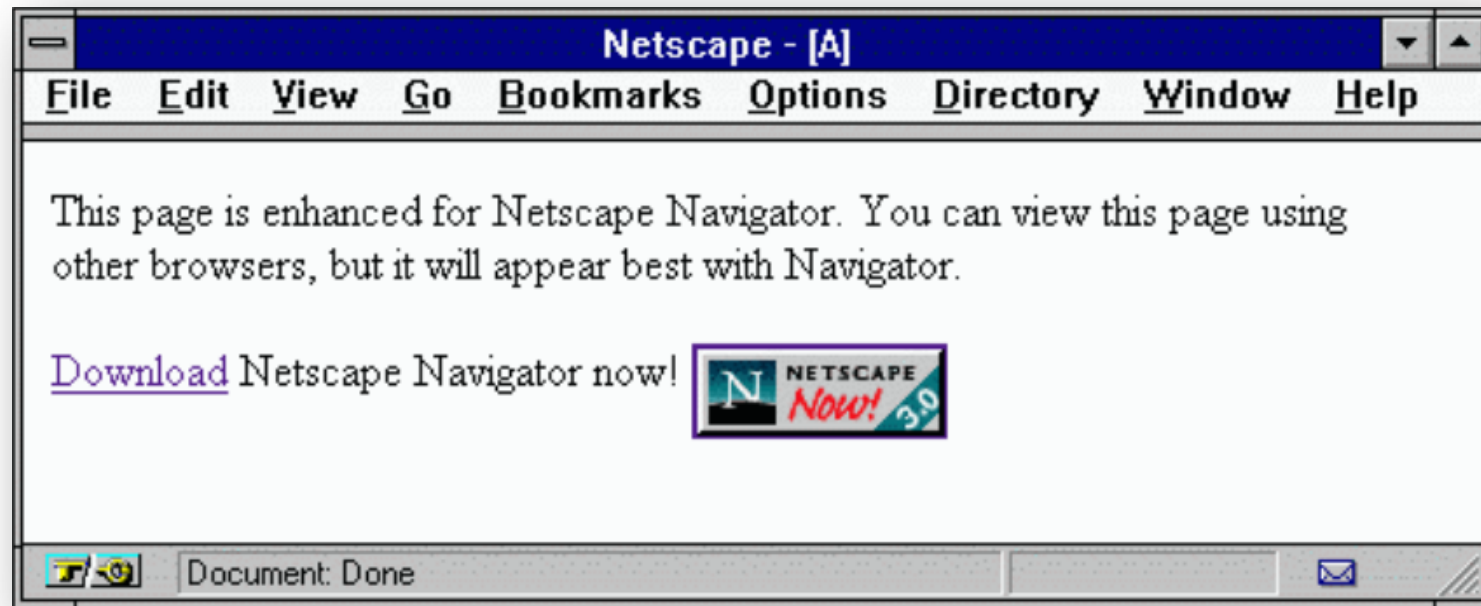 Netscape - [A]
File Edit View Go Bookmarks Options Directory Window Help
This page is enhanced for Netscape Navigator. You can view this page using
other browsers, but it will appear best with Navigator.
Download Netscape Navigator now!
N NETSCAPE
Now! 3.0
Document: Done